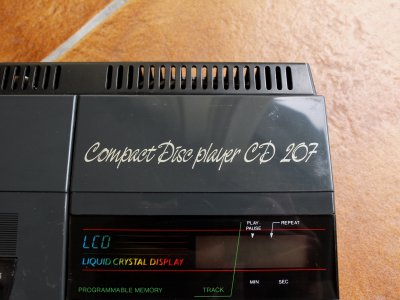 Compact Disc player CD 207
PLAY
PAUSE
REPEAT
LCD
LIQUID CRYSTAL DISPLAY
MIN
SEC
PROGRAMMABLE MEMORY
TRACK